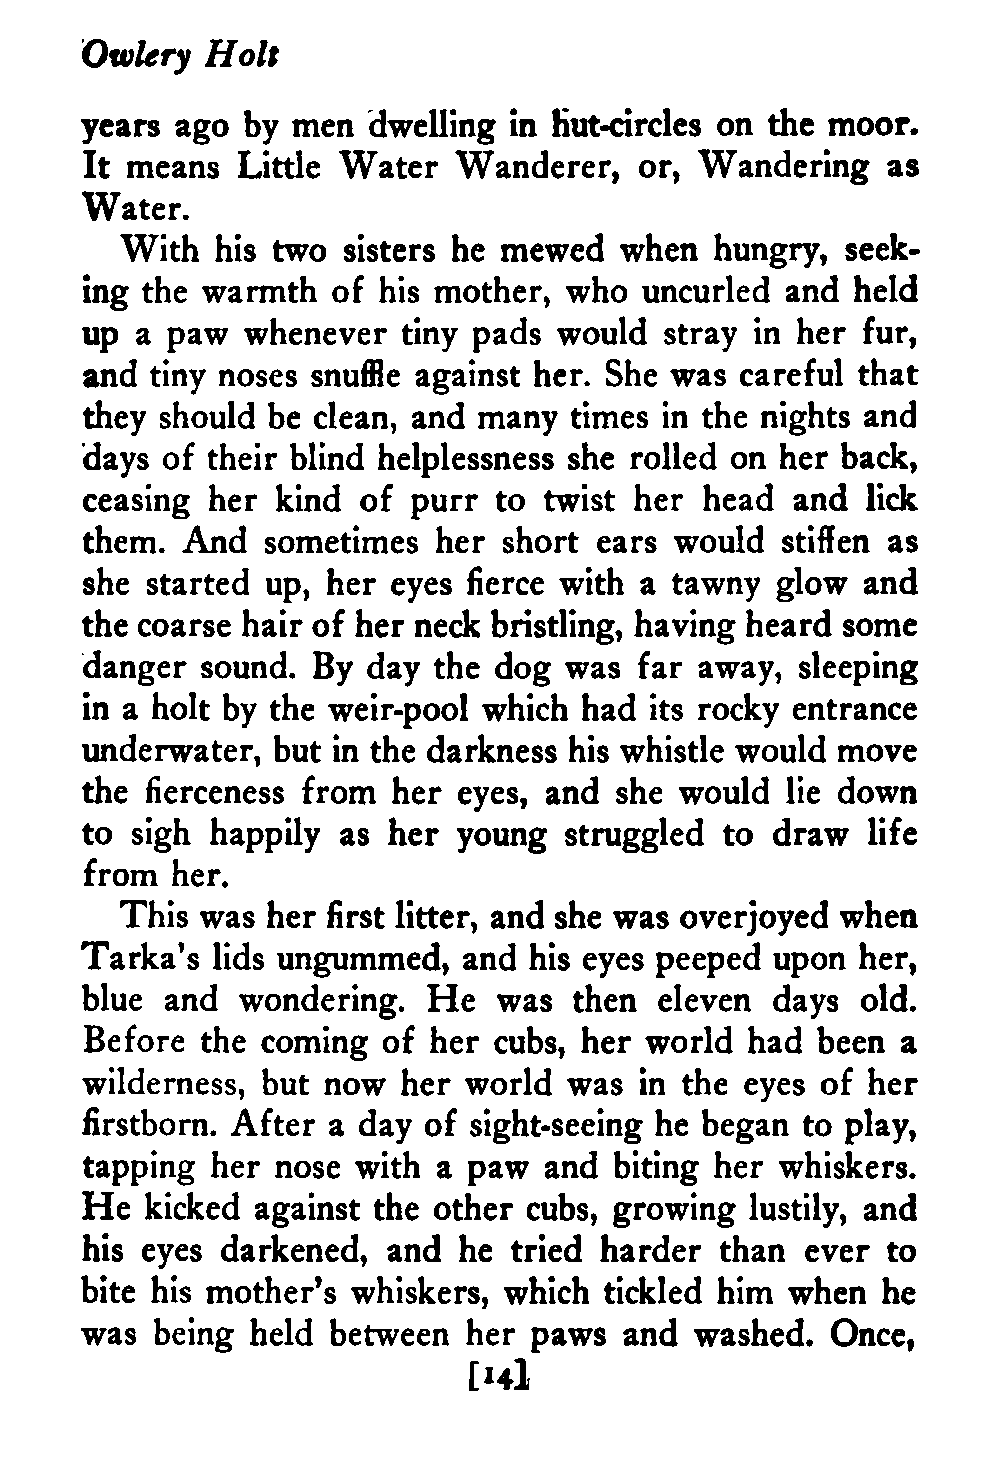 Owlery Holt
years ago by men dwelling in hut-circles on the moor.
It means Little Water Wanderer, or, Wandering as
Water.
With his two sisters he mewed when hungry, seek-
ing the warmth of his mother, who uncurled and held
up a paw whenever tiny pads would stray in her fur,
and tiny noses snuffle against her. She was careful that
they should be clean, and many times in the nights and
days of their blind helplessness she rolled on her back,
ceasing her kind of purr to twist her head and lick
them. And sometimes her short ears would stiffen as
she started up, her eyes fierce with a tawny glow and
the coarse hair of her neck bristling, having heard some
danger sound. By day the dog was far away, sleeping
in a holt by the weir-pool which had its rocky entrance
underwater, but in the darkness his whistle would move
the fierceness from her eyes, and she would lie down
to sigh happily as her young struggled to draw life
from her.
This was her first litter, and she was overjoyed when
Tarka's lids ungummed, and his eyes peeped upon her,
blue and wondering. He was then eleven days old.
Before the coming of her cubs, her world had been a
wilderness, but now her world was in the eyes of her
firstborn. After a day of sight-seeing he began to play,
tapping her nose with a paw and biting her whiskers.
He kicked against the other cubs, growing lustily, and
his eyes darkened, and he tried harder than ever to
bite his mother's whiskers, which tickled him when he
was being held between her paws and washed. Once,
[14]